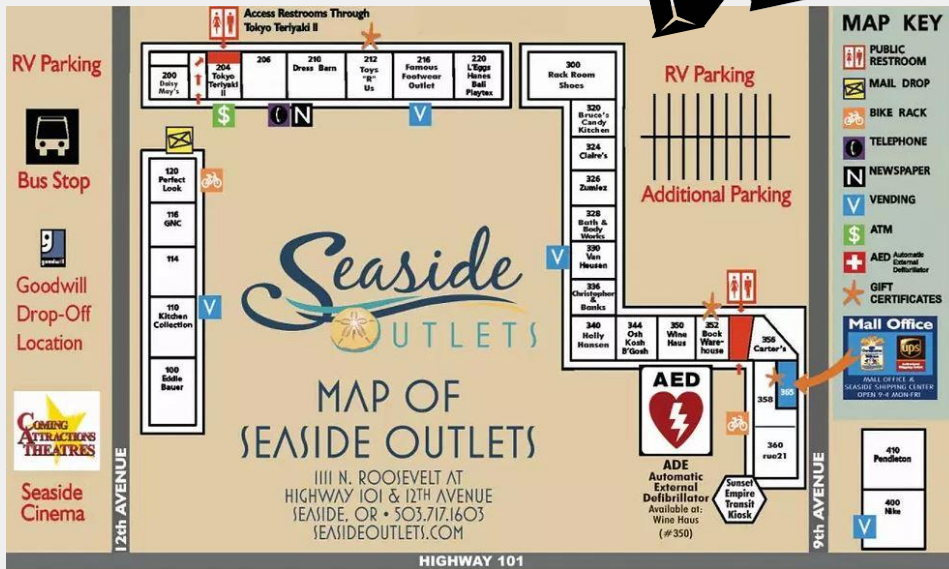 Access Restrooms Through
Tokyo Teriyaki II
RV Parking
Bus Stop
goodwill
Goodwill
Drop-Off
Location
COMING
ATTRACTIONS
THEATRES
Seaside
Cinema
12th AVENUE
200
Daisy
May's
204
Tokyo
Teriyaki
II
206
210
Dress Barn
212
Toys
"R"
Us
216
Famous
Footwear
Outlet
220
L'Eggs
Hanes
Bali
Playtex
$
N
V
120
Perfect
Look
116
GNC
114
110
Kitchen
Collection
V
100
Eddie
Bauer
Seaside
OUTLETS
MAP OF
SEASIDE OUTLETS
1111 N. ROOSEVELT AT
HIGHWAY 101 & 12TH AVENUE
SEASIDE, OR • 503.717.1603
SEASIDEOUTLETS.COM
300
Rack Room
Shoes
320
Bruce's
Candy
Kitchen
324
Claire's
326
Zumiez
328
Bath &
Body
Works
V
330
Van
Heusen
336
Christopher
& Banks
340
Helly
Hansen
344
Osh
Kosh
B'Gosh
350
Wine
Haus
352
Book
Ware-
house
356
Carter's
358
365
360
rue21
RV Parking
Additional Parking
AED
ADE
Automatic
External
Defibrillator
Available at:
Wine Haus
(#350)
Sunset
Empire
Transit
Kiosk
9th AVENUE
HIGHWAY 101
MAP KEY
PUBLIC
RESTROOM
MAIL DROP
BIKE RACK
TELEPHONE
N NEWSPAPER
V VENDING
$ ATM
AED Automatic
External
Defibrillator
GIFT
CERTIFICATES
Mall Office
ups
MALL OFFICE &
SEASIDE SHIPPING CENTER
OPEN 9-4 MON-FRI
410
Pendleton
400
Nike
V